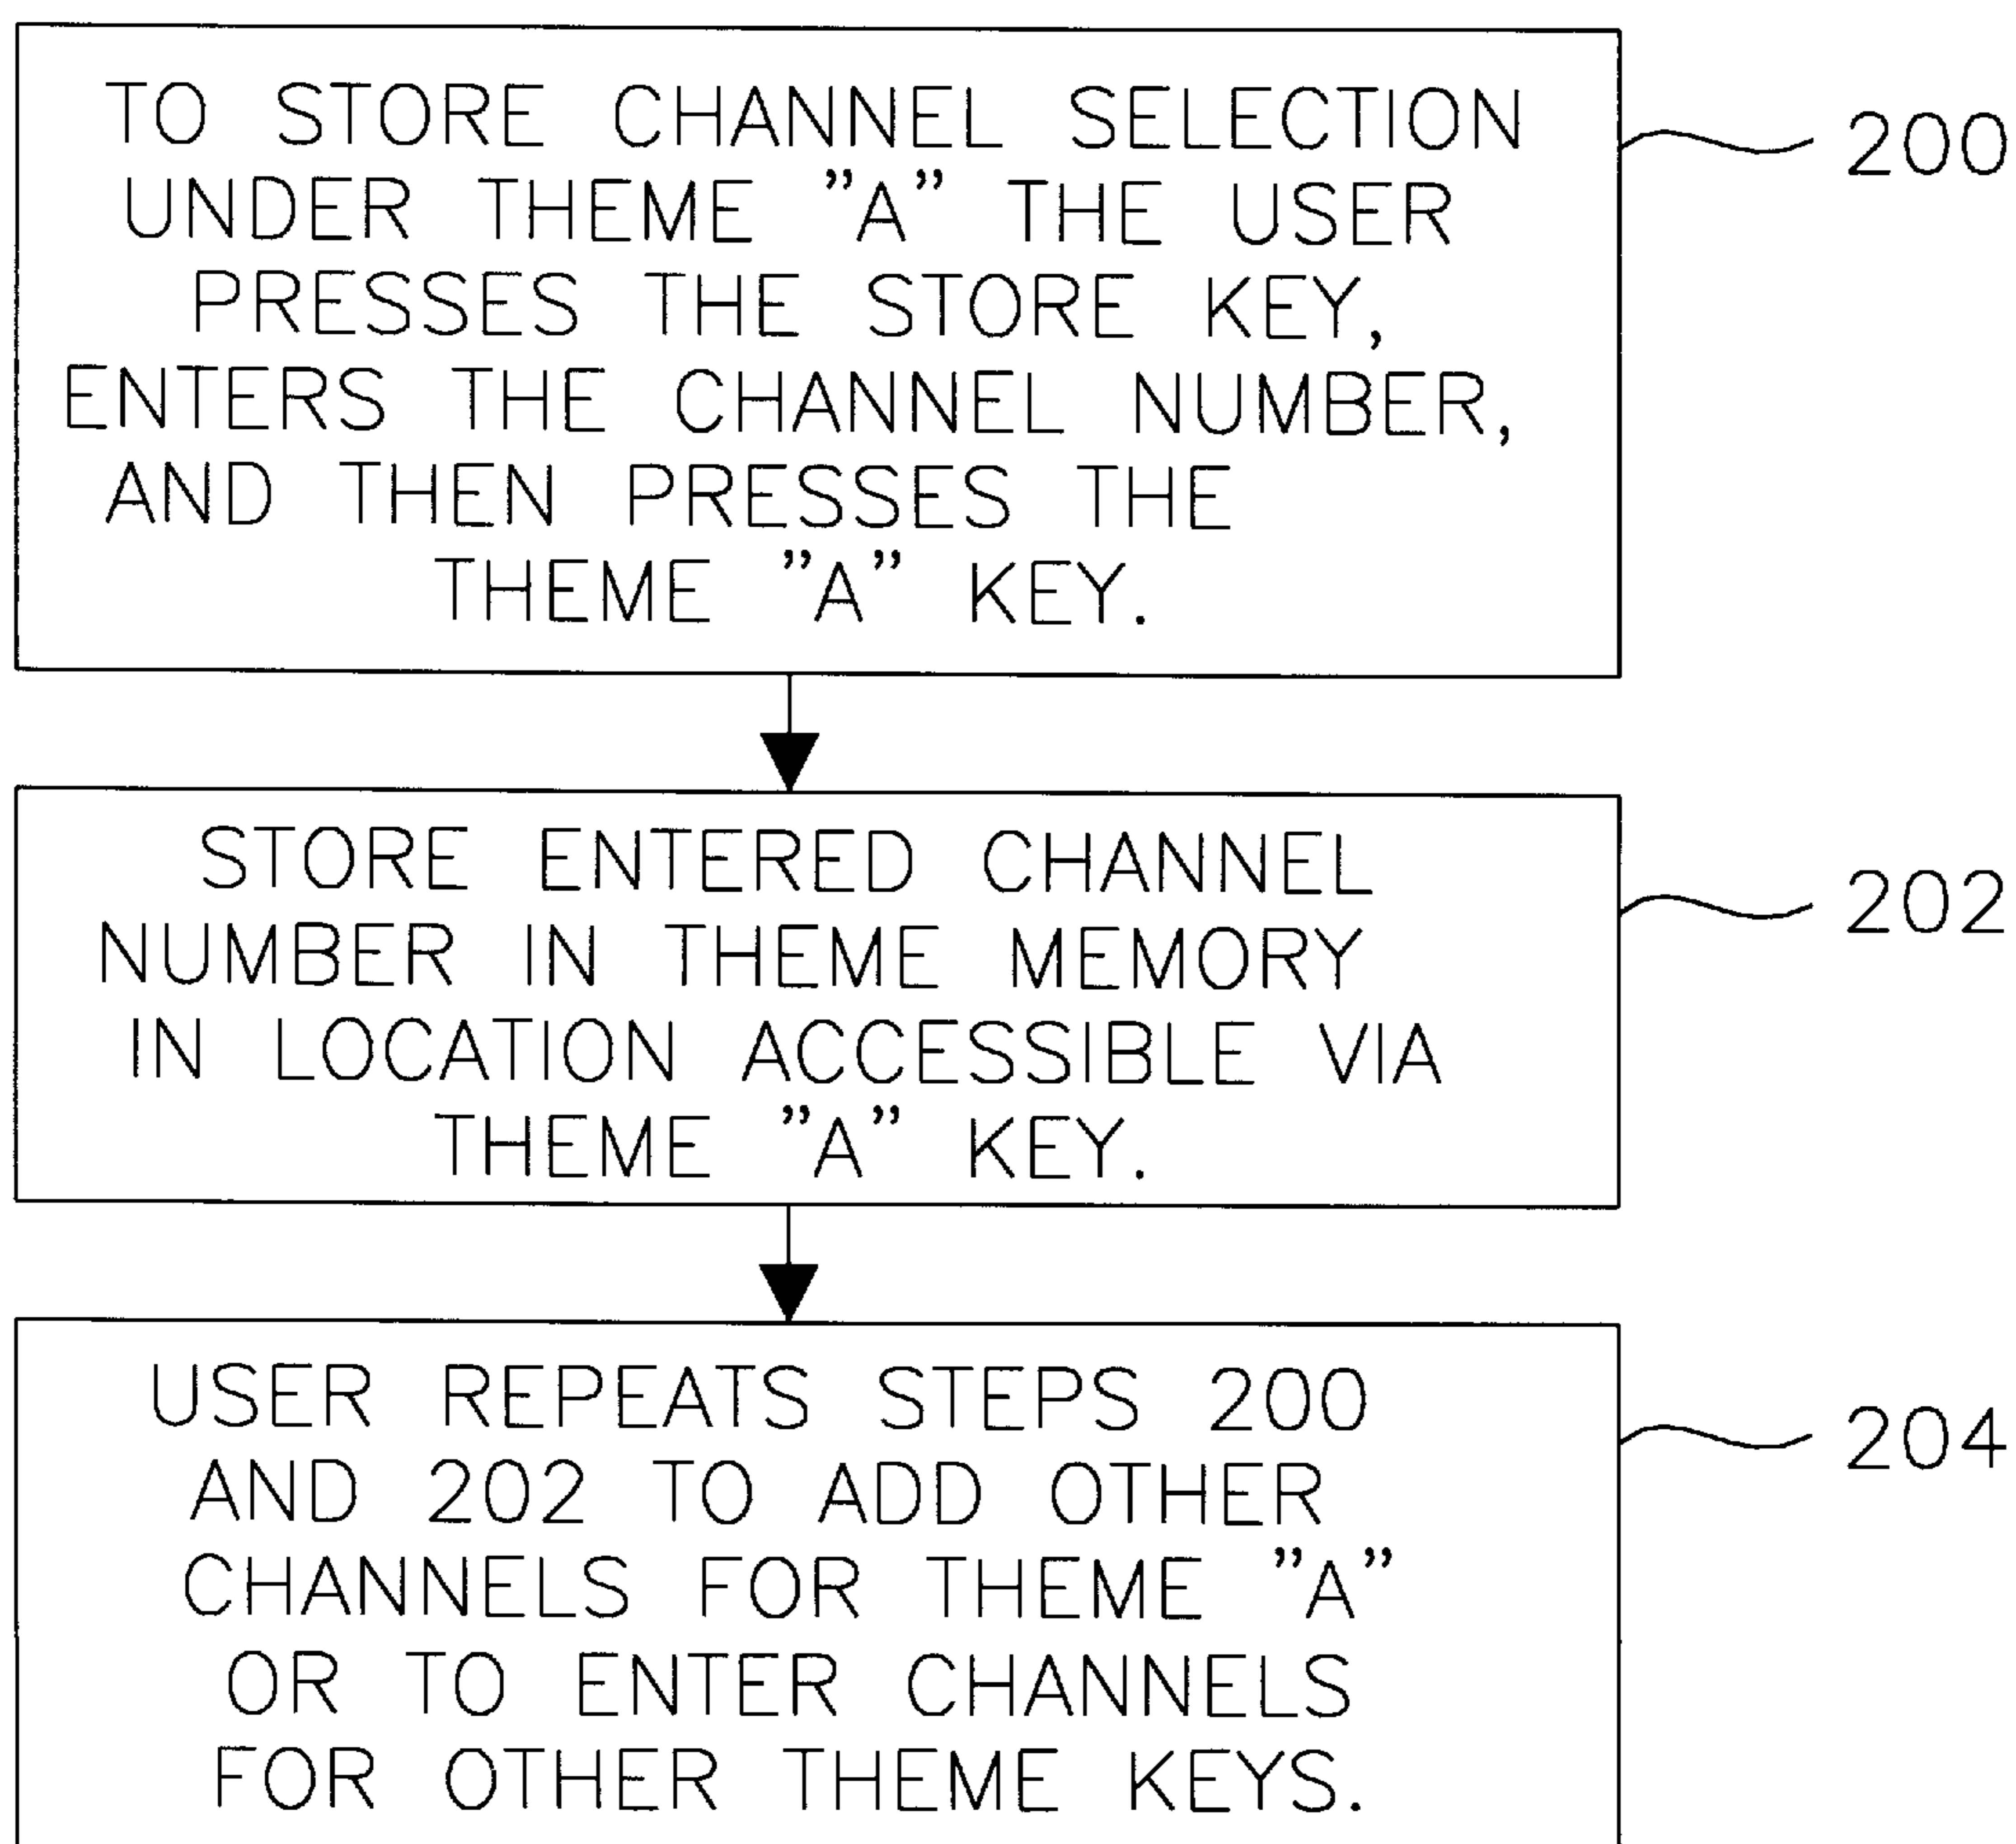 TO STORE CHANNEL SELECTION
UNDER THEME ”A” THE USER
PRESSES THE STORE KEY,
ENTERS THE CHANNEL NUMBER,
AND THEN PRESSES THE
THEME ”A” KEY.
200
STORE ENTERED CHANNEL
NUMBER IN THEME MEMORY
IN LOCATION ACCESSIBLE VIA
THEME ”A” KEY.
202
USER REPEATS STEPS 200
AND 202 TO ADD OTHER
CHANNELS FOR THEME ”A”
OR TO ENTER CHANNELS
FOR OTHER THEME KEYS.
204